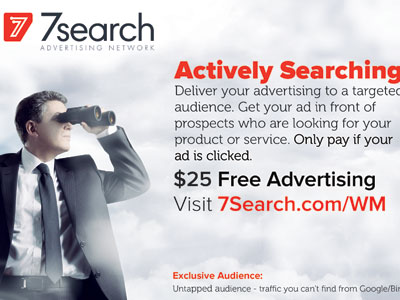 7
7search
ADVERTISING NETWORK
Actively Searching
Deliver your advertising to a targeted
audience. Get your ad in front of
prospects who are looking for your
product or service. Only pay if your
ad is clicked.
$25 Free Advertising
Visit 7Search.com/WM
Exclusive Audience:
Untapped audience - traffic you can't find from Google/Bin